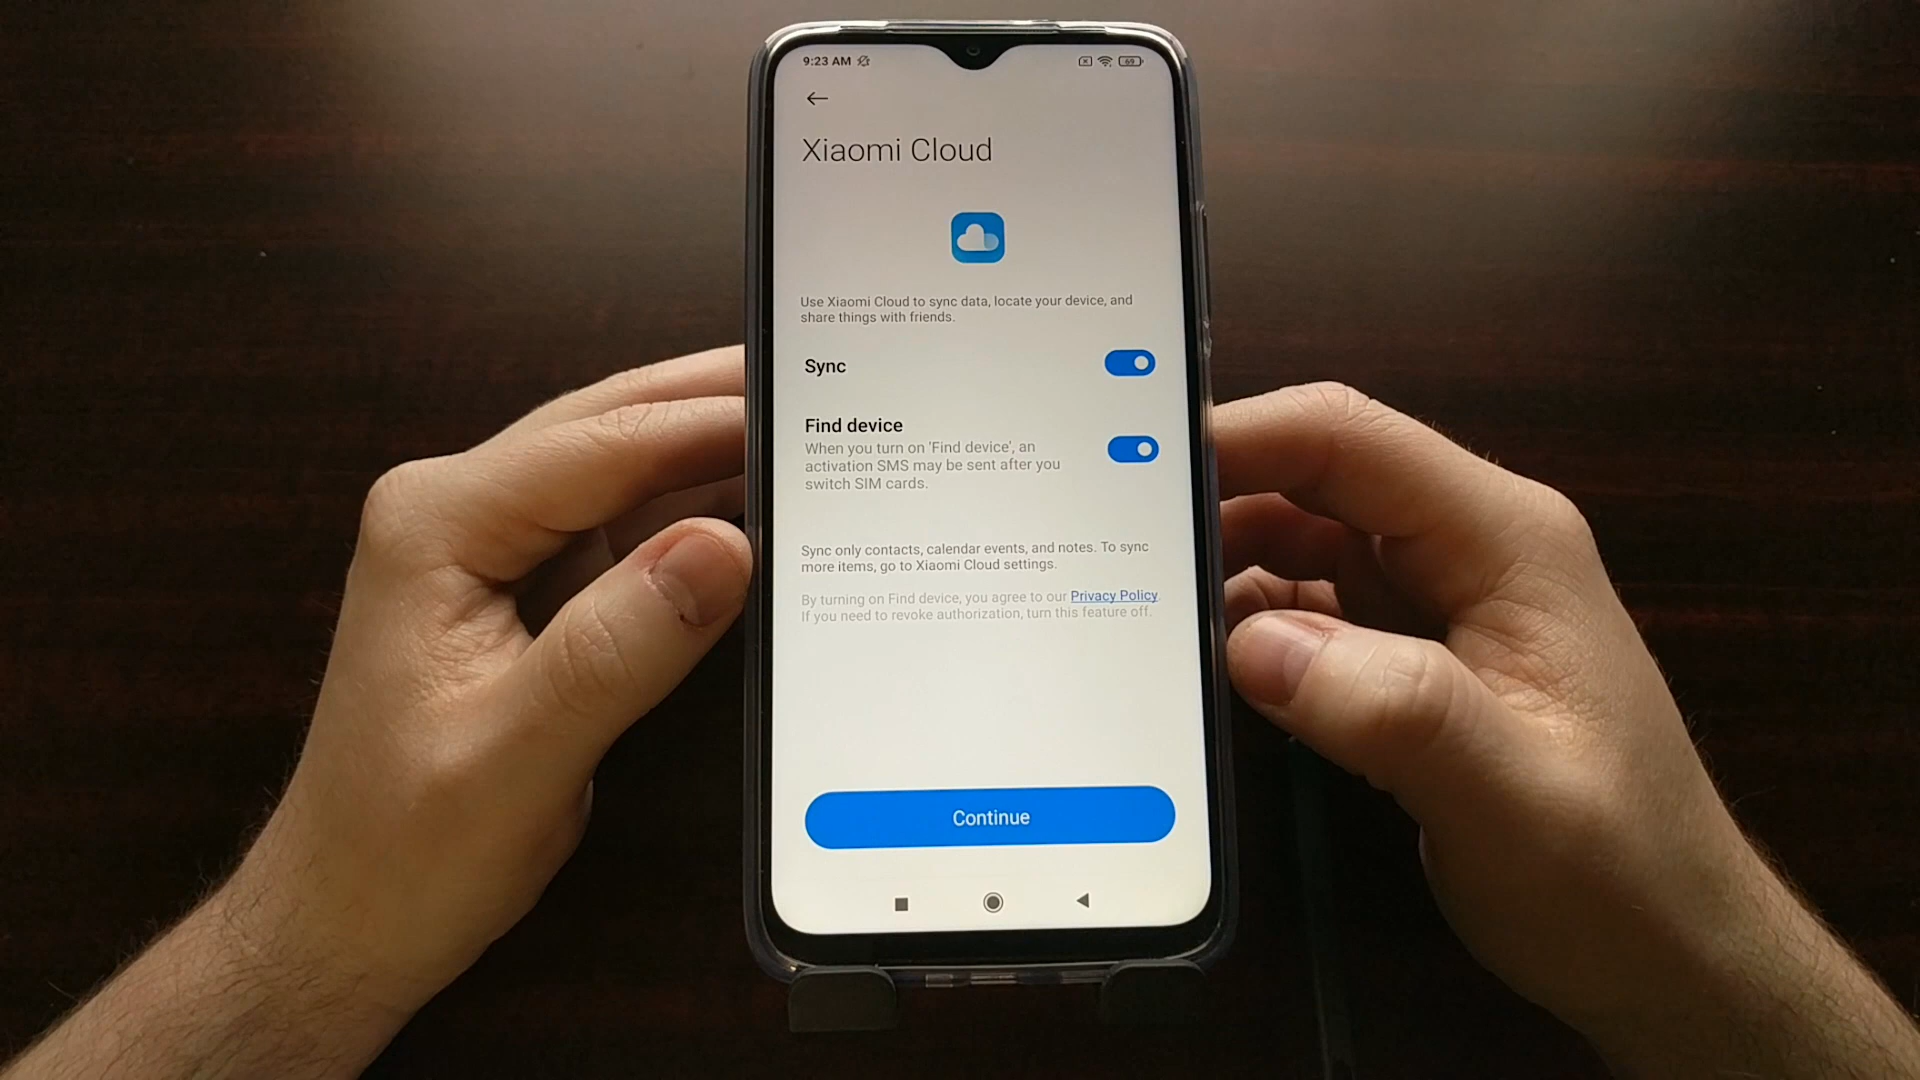 9:23 AM
69
Xiaomi Cloud
Use Xiaomi Cloud to sync data, locate your device, and
share things with friends.
Sync
Find device
When you turn on 'Find device', an
activation SMS may be sent after you
switch SIM cards.
Sync only contacts, calendar events, and notes. To sync
more items, go to Xiaomi Cloud settings.
By turning on Find device, you agree to our Privacy Policy.
If you need to revoke authorization, turn this feature off.
Continue